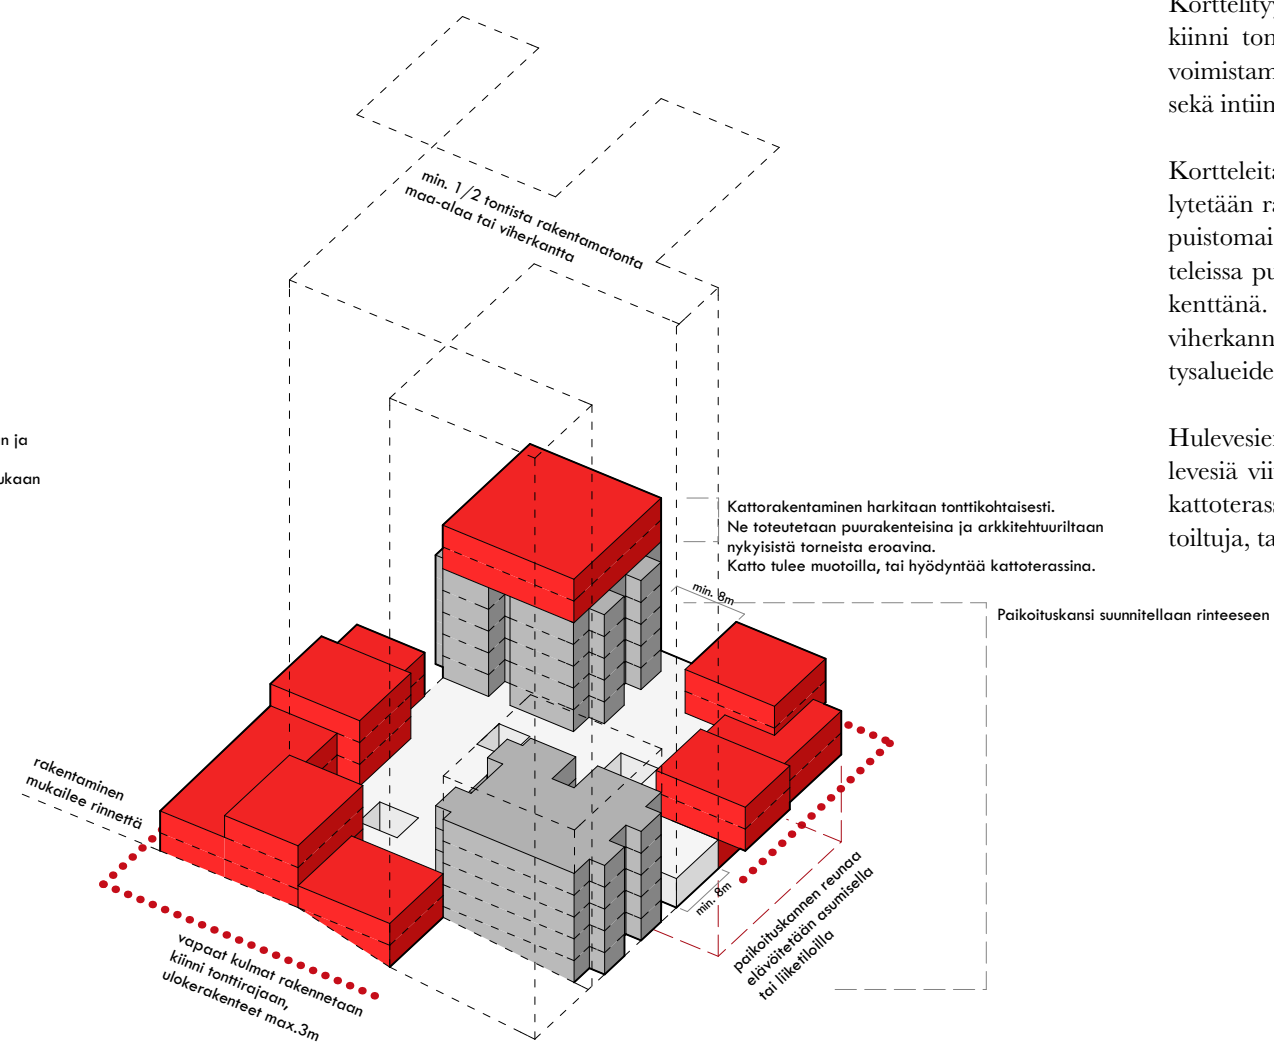 min. 1/2 tontista rakentamatonta
maa-alaa tai viherkantta
n ja
ukaan
Kattorakentaminen harkitaan tonttikohtaisesti.
Ne toteutetaan puurakenteisina ja arkkitehtuuriltaan
nykyisistä torneista eroavina.
Katto tulee muotoilla, tai hyödyntää kattoterassina.
min. 8m
Paikoituskansi suunnitellaan rinteeseen
rakentaminen
mukailee rinnettä
min. 8m
paikoituskannen reunaa
elävöitetään asumisella
tai liiketiloilla
vapaat kulmat rakennetaan
kiinni tonttirajaan,
ulokerakenteet max.3m
Korttelityy
kiinni ton
voimistam
sekä intiin
Kortteleita
lytetään ra
puistomai
teleissa pu
kenttänä.
viherkann
tysalueide
Hulevesien
levesiä vii
kattoterass
toiltuja, ta